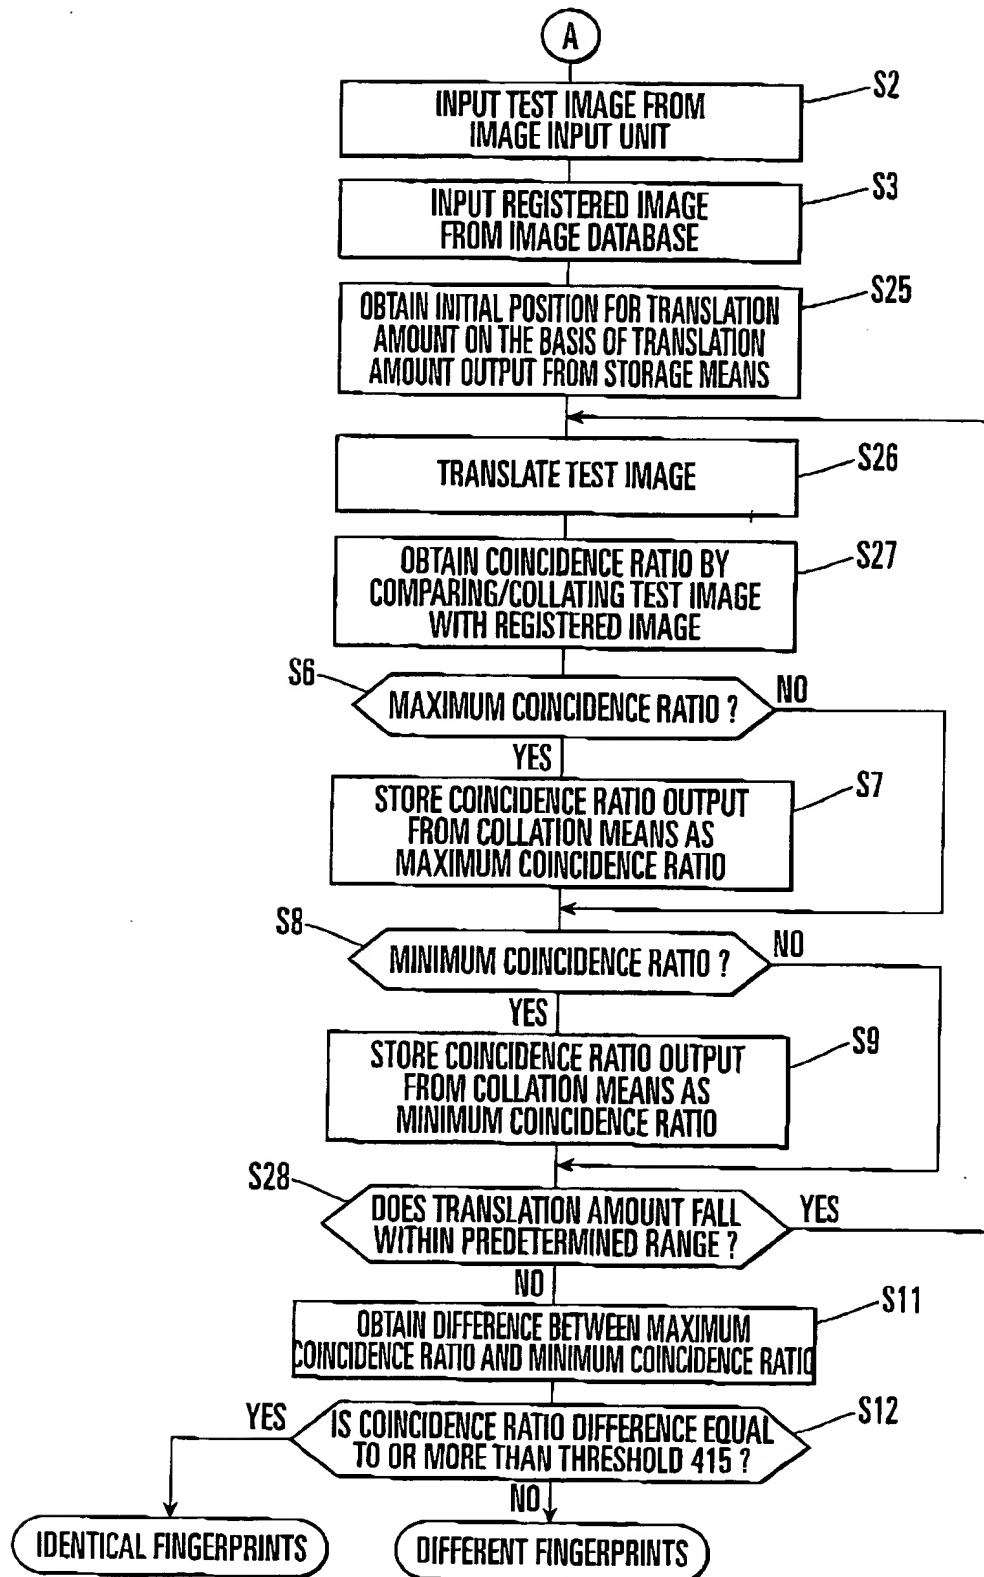 A
S2
INPUT TEST IMAGE FROM
IMAGE INPUT UNIT
S3
INPUT REGISTERED IMAGE
FROM IMAGE DATABASE
S25
OBTAIN INITIAL POSITION FOR TRANSLATION
AMOUNT ON THE BASIS OF TRANSLATION
AMOUNT OUTPUT FROM STORAGE MEANS
S26
TRANSLATE TEST IMAGE
S27
OBTAIN COINCIDENCE RATIO BY
COMPARING/COLLATING TEST IMAGE
WITH REGISTERED IMAGE
S6
MAXIMUM COINCIDENCE RATIO ?
NO
YES
S7
STORE COINCIDENCE RATIO OUTPUT
FROM COLLATION MEANS AS
MAXIMUM COINCIDENCE RATIO
S8
MINIMUM COINCIDENCE RATIO ?
NO
YES
S9
STORE COINCIDENCE RATIO OUTPUT
FROM COLLATION MEANS AS
MINIMUM COINCIDENCE RATIO
S28
DOES TRANSLATION AMOUNT FALL
WITHIN PREDETERMINED RANGE ?
YES
NO
S11
OBTAIN DIFFERENCE BETWEEN MAXIMUM
COINCIDENCE RATIO AND MINIMUM COINCIDENCE RATIO
S12
YES
IS COINCIDENCE RATIO DIFFERENCE EQUAL
TO OR MORE THAN THRESHOLD 415 ?
NO
IDENTICAL FINGERPRINTS
DIFFERENT FINGERPRINTS